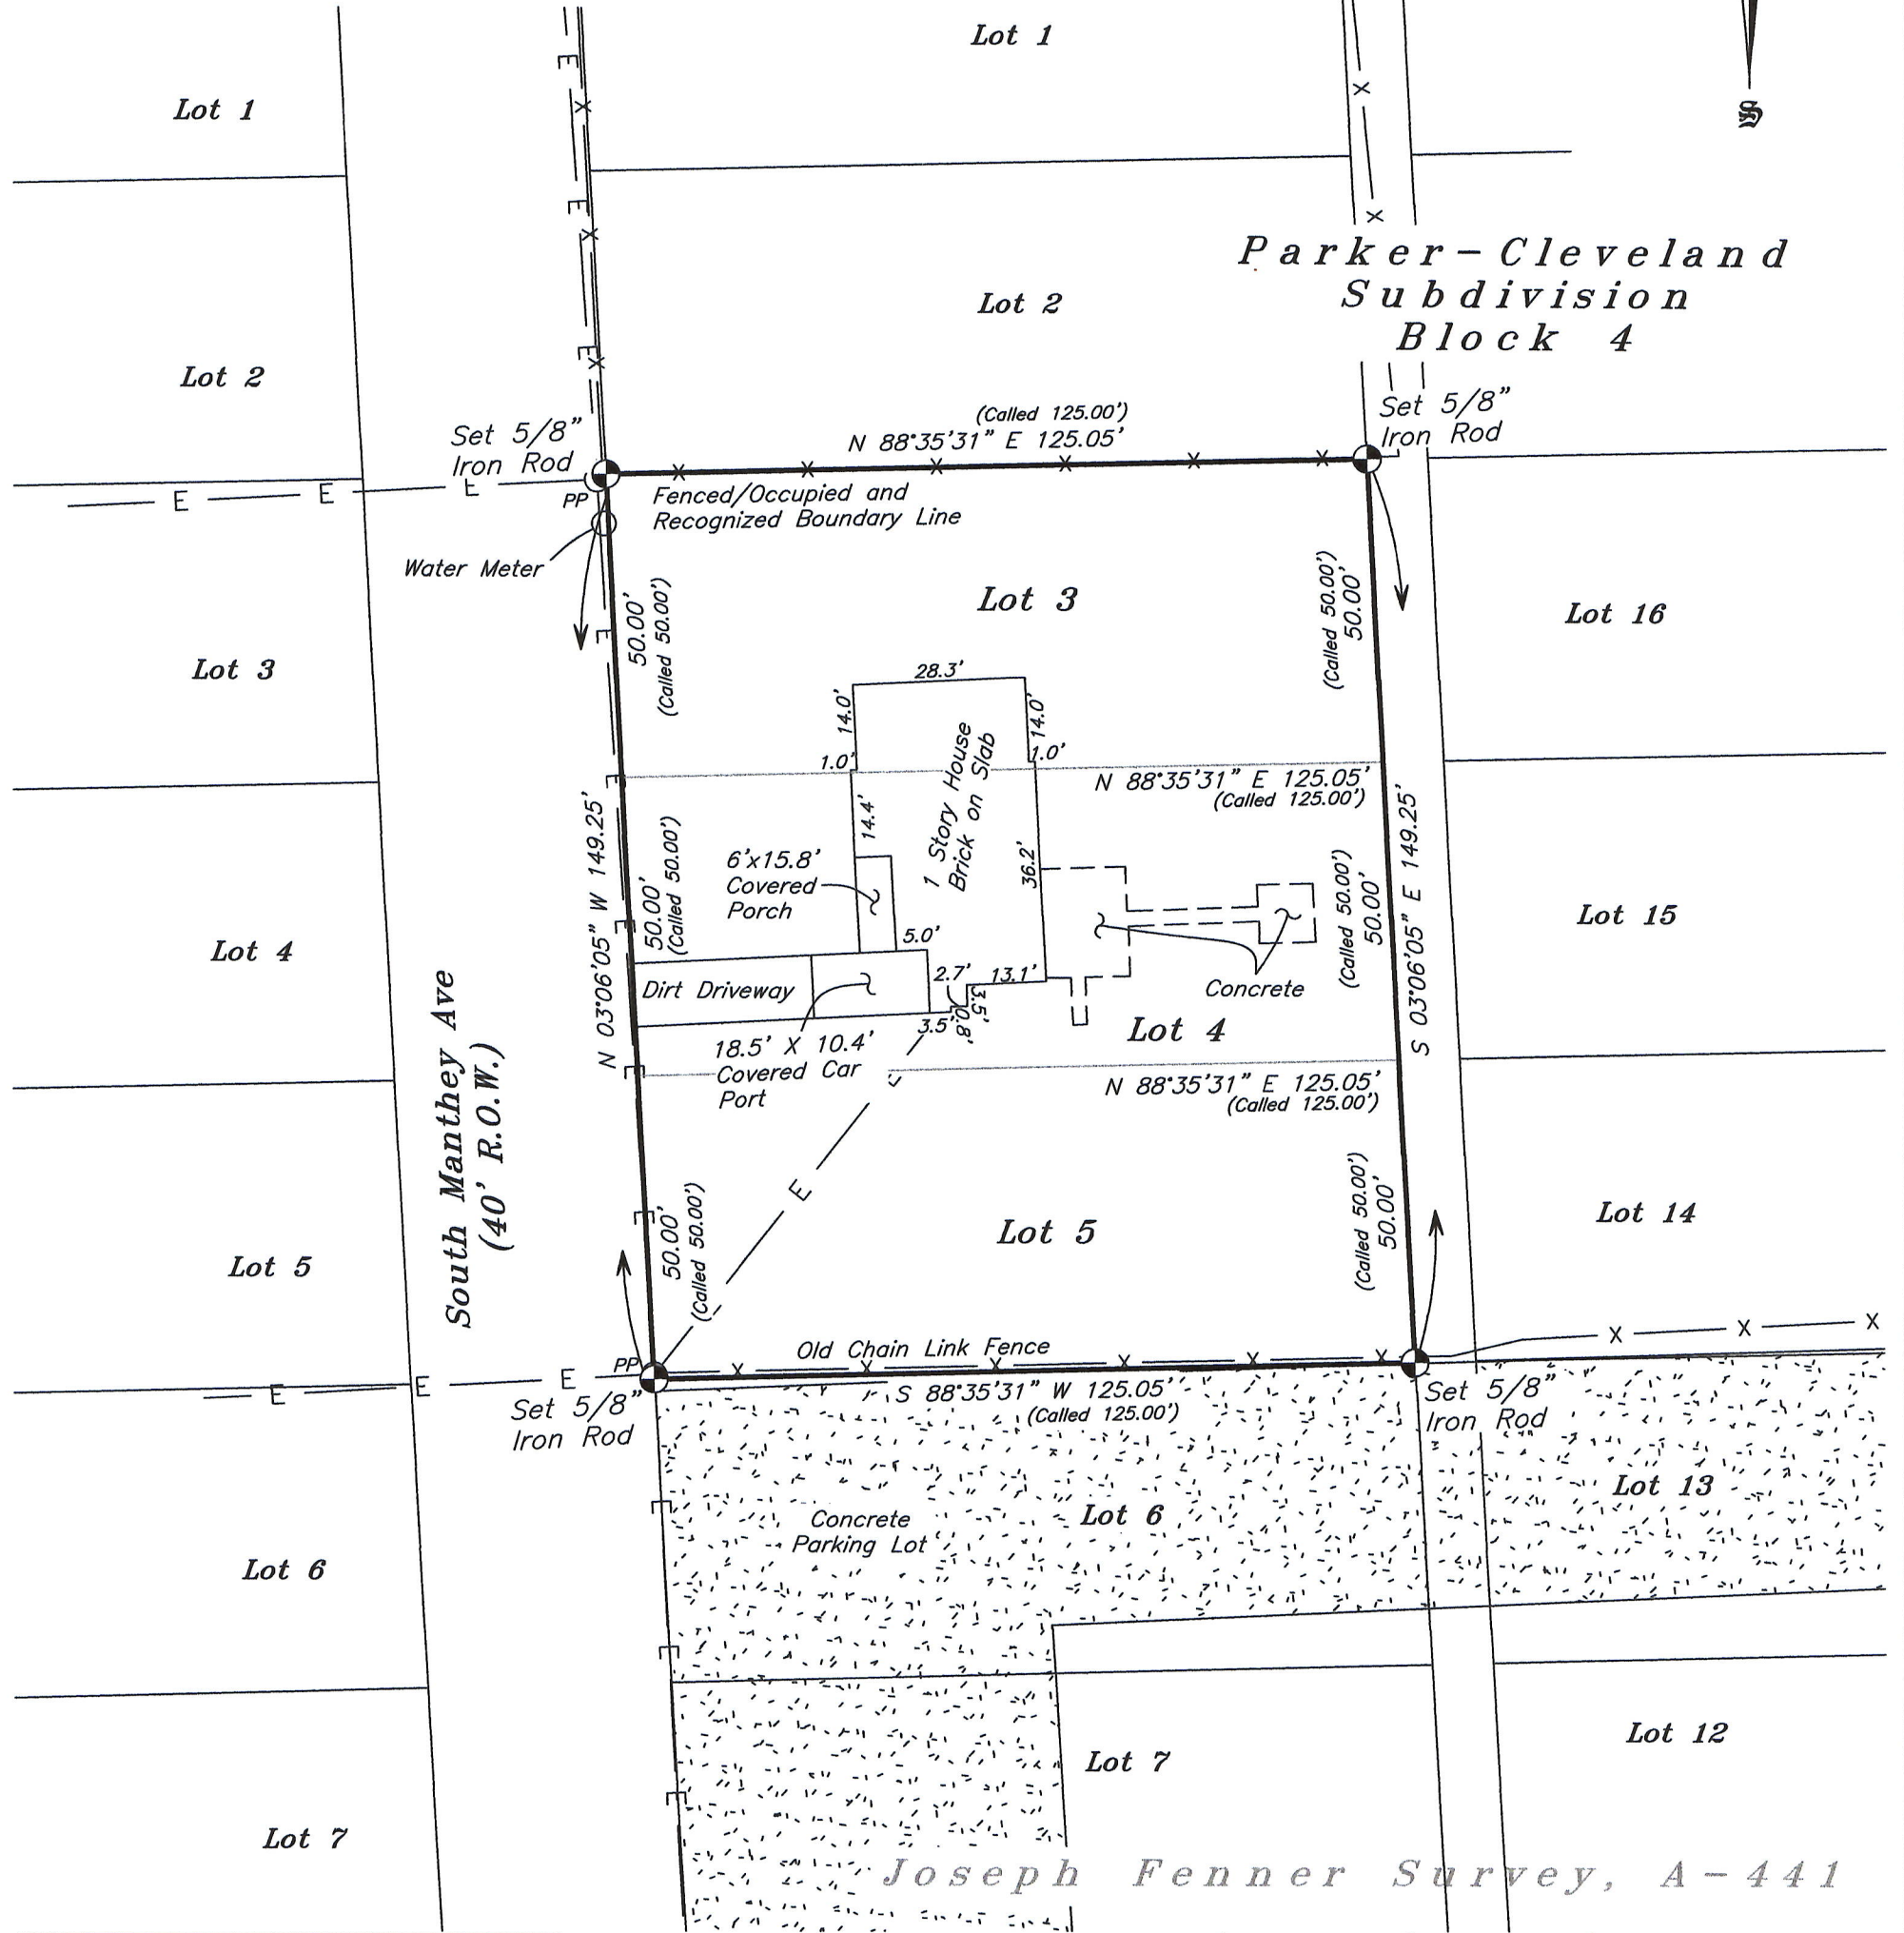 Lot 1
Lot 1
S
Parker-Cleveland
Subdivision
Block 4
Lot 2
Lot 2
(Called 125.00')
N 88°35'31" E 125.05'
Set 5/8"
Iron Rod
Set 5/8"
Iron Rod
X X X X X X
E E E
PP
Fenced/Occupied and
Recognized Boundary Line
Water Meter
50.00'
(Called 50.00')
Lot 3
(Called 50.00')
50.00'
Lot 16
Lot 3
28.3'
14.0'
14.0'
1.0'
1.0'
1 Story House
Brick on Slab
N 88°35'31" E 125.05'
(Called 125.00')
N 03°06'05" W 149.25'
S 03°06'05" E 149.25'
14.4'
36.2'
6'x15.8'
Covered
Porch
50.00'
(Called 50.00')
(Called 50.00')
50.00'
Lot 15
Lot 4
5.0'
2.7'
13.1'
3.5'
0.8'
3.5'
Dirt Driveway
Concrete
Lot 4
18.5' X 10.4'
Covered Car
Port
N 88°35'31" E 125.05'
(Called 125.00')
South Manthey Ave
(40' R.O.W.)
E
50.00'
(Called 50.00')
Lot 5
(Called 50.00')
50.00'
Lot 14
Lot 5
Old Chain Link Fence
X X X X X X
X X X
PP
E E E
S 88°35'31" W 125.05'
(Called 125.00')
Set 5/8"
Iron Rod
Set 5/8"
Iron Rod
Lot 13
Concrete
Parking Lot
Lot 6
Lot 6
Lot 12
Lot 7
Lot 7
Joseph Fenner Survey, A-441